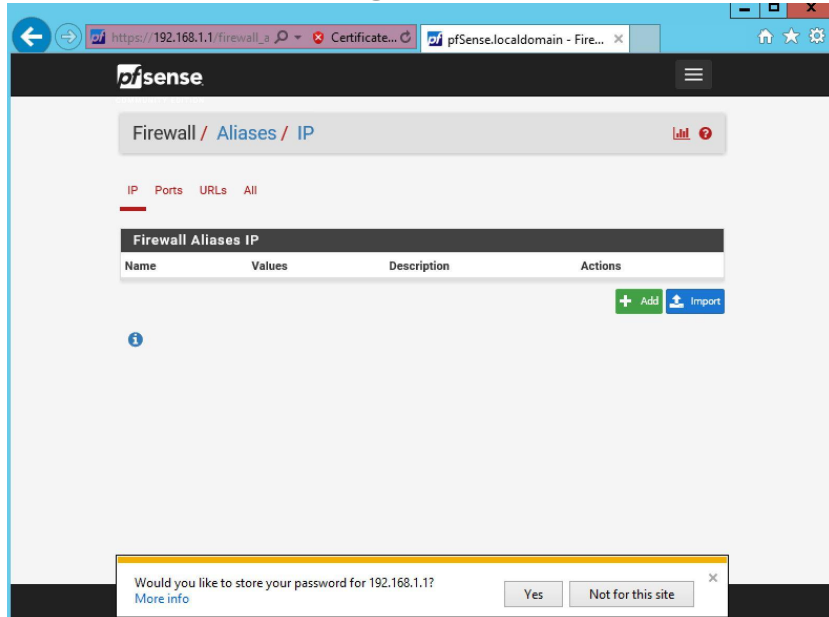 https://192.168.1.1/firewall_a Certificate... pfSense.localdomain - Fire...
pfsense
Firewall / Aliases / IP
IP Ports URLs All
Firewall Aliases IP
Name Values Description Actions
Add Import
Would you like to store your password for 192.168.1.1?
More info
Yes Not for this site